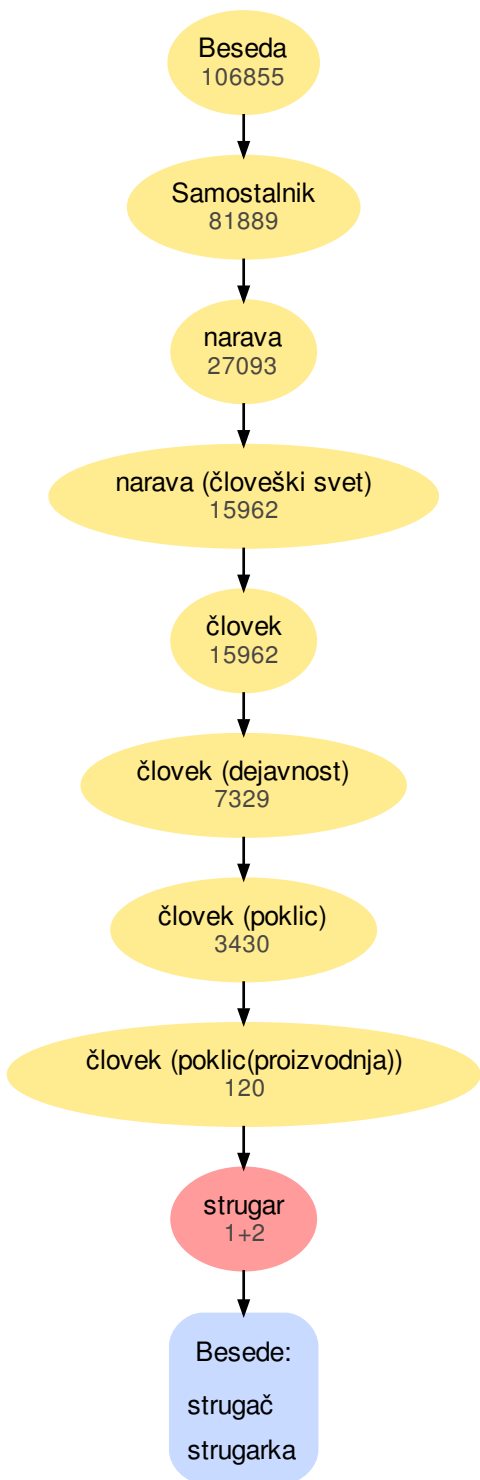 Beseda
106855
Samostalnik
81889
narava
27093
narava (človeški svet)
15962
človek
15962
človek (dejavnost)
7329
človek (poklic)
3430
človek (poklic(proizvodnja))
120
strugar
1+2
Besede:
strugač
strugarka